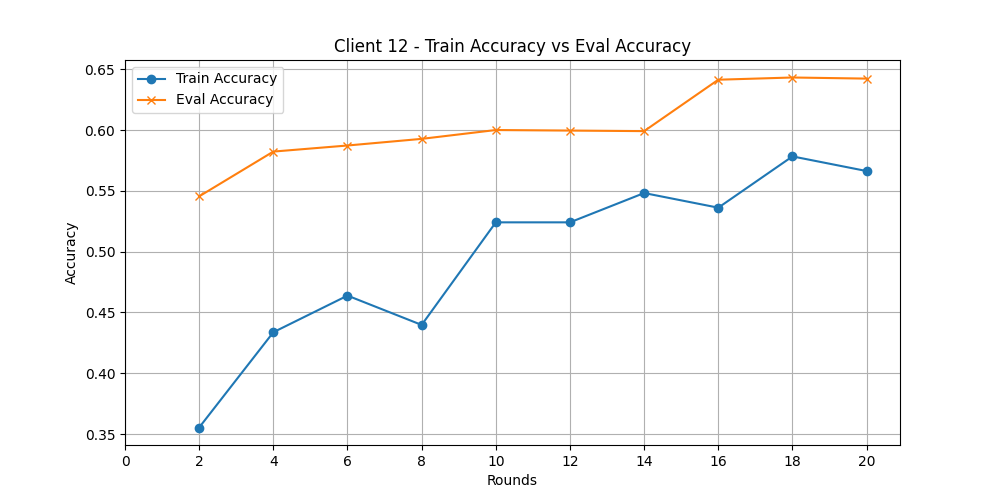 Client 12 - Train Accuracy vs Eval Accuracy
Train Accuracy
Eval Accuracy
0.65
0.60
0.55
0.50
0.45
0.40
0.35
Accuracy
0 2 4 6 8 10 12 14 16 18 20
Rounds